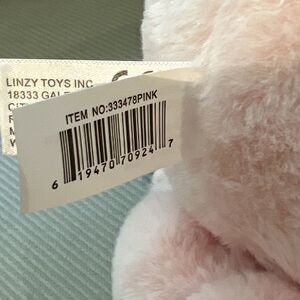 LINZY TOYS INC
18333
ITEM NO:333478PINK
6 19470 70924 7